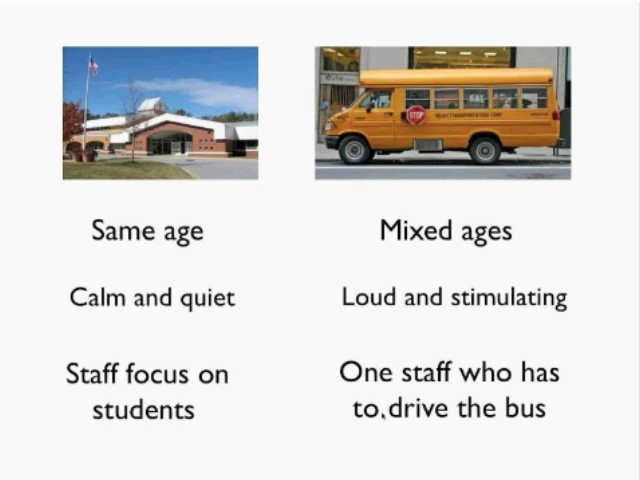 STOP
Same age
Mixed ages
Calm and quiet
Loud and stimulating
Staff focus on
students
One staff who has
to drive the bus